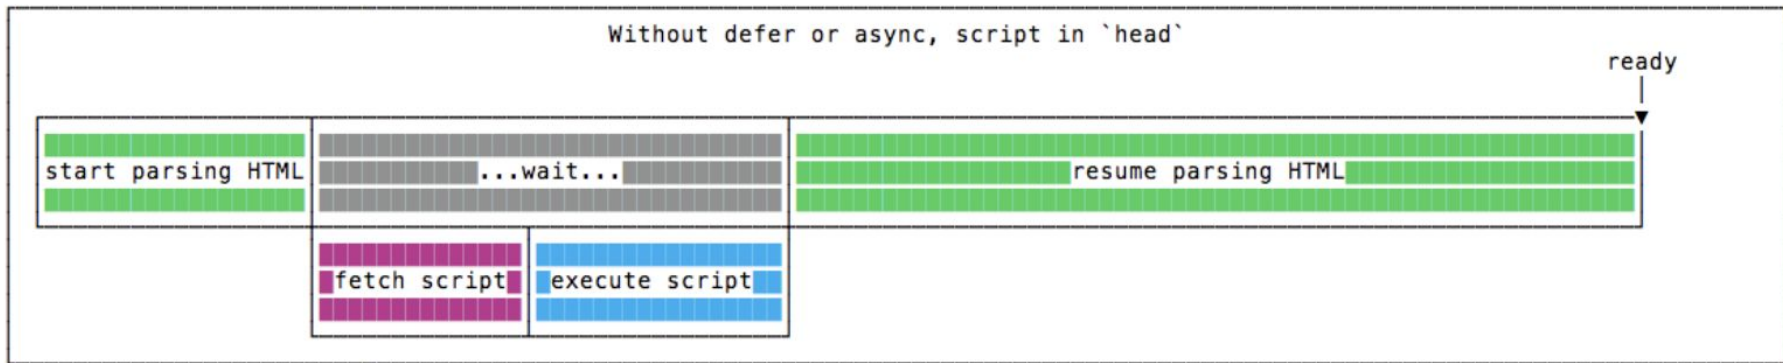 Without defer or async, script in `head`
ready
start parsing HTML
...wait...
resume parsing HTML
fetch script
execute script